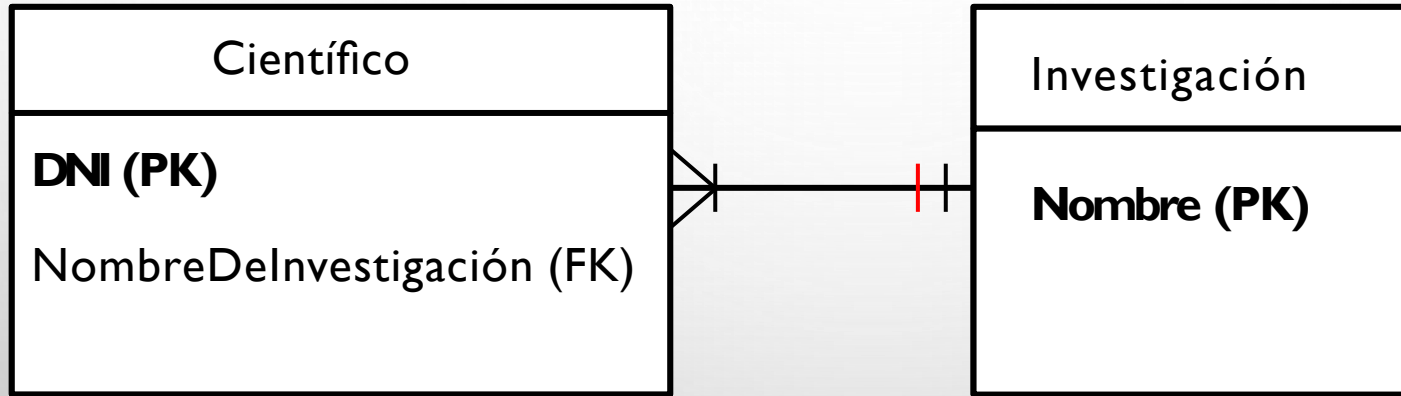 Científico
DNI (PK)
NombreDeInvestigación (FK)
Investigación
Nombre (PK)